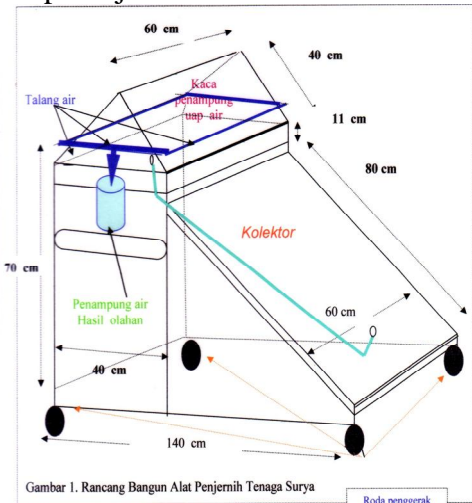 60 cm
40 cm
Kaca
penampung
uap air
Talang air
11 cm
80 cm
Kolektor
70 cm
60 cm
Penampung air
Hasil olahan
40 cm
140 cm
Gambar 1. Rancang Bangun Alat Penjernih Tenaga Surya
Roda penggerak